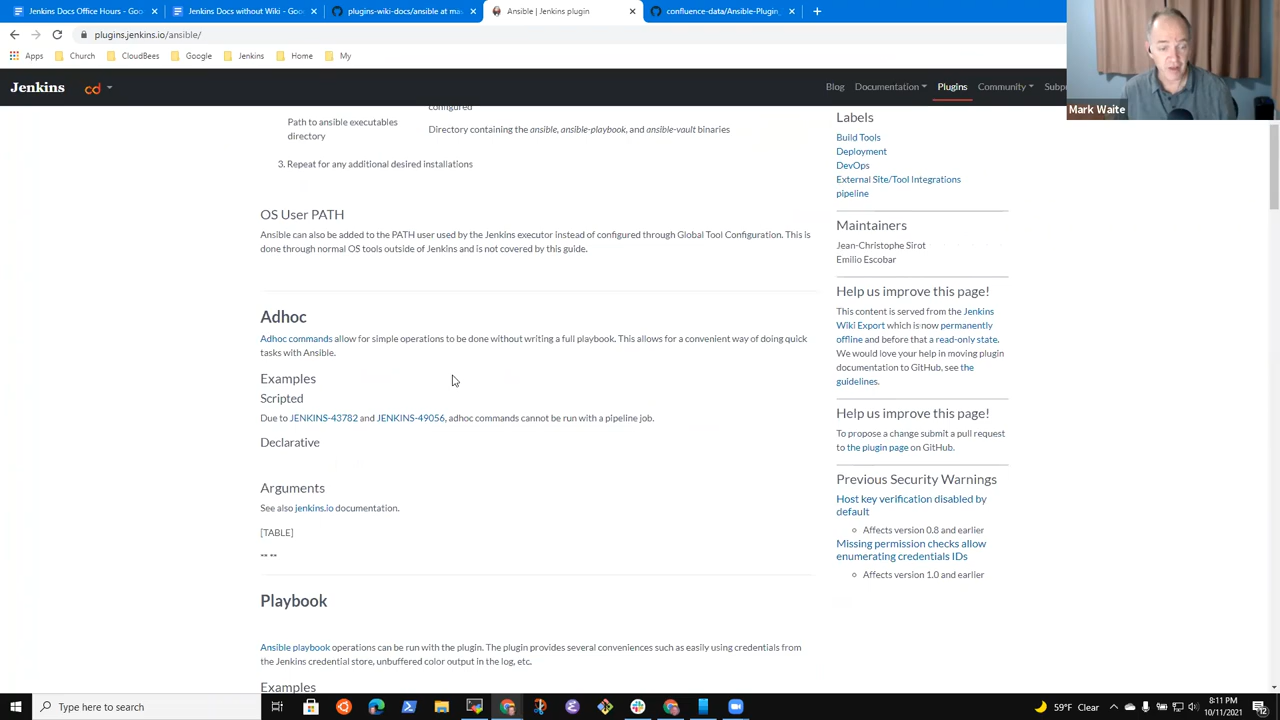 Jenkins Docs Office Hours - Goo
Jenkins Docs without Wiki - Goo
plugins-wiki-docs/ansible at ma
Ansible | Jenkins plugin
confluence-data/Ansible-Plugin_
plugins.jenkins.io/ansible/
Apps
Church
CloudBees
Google
Jenkins
Home
My
Mark Waite
Jenkins
cd
Blog
Documentation
Plugins
Community
Subp
configured
Path to ansible executables
directory
Directory containing the ansible, ansible-playbook, and ansible-vault binaries
3. Repeat for any additional desired installations
OS User PATH
Ansible can also be added to the PATH user used by the Jenkins executor instead of configured through Global Tool Configuration. This is
done through normal OS tools outside of Jenkins and is not covered by this guide.
Adhoc
Adhoc commands allow for simple operations to be done without writing a full playbook. This allows for a convenient way of doing quick
tasks with Ansible.
Examples
Scripted
Due to JENKINS-43782 and JENKINS-49056, adhoc commands cannot be run with a pipeline job.
Declarative
Arguments
See also jenkins.io documentation.
[TABLE]
** **
Playbook
Ansible playbook operations can be run with the plugin. The plugin provides several conveniences such as easily using credentials from
the Jenkins credential store, unbuffered color output in the log, etc.
Examples
Labels
Build Tools
Deployment
DevOps
External Site/Tool Integrations
pipeline
Maintainers
Jean-Christophe Sirot
Emilio Escobar
Help us improve this page!
This content is served from the Jenkins
Wiki Export which is now permanently
offline and before that a read-only state.
We would love your help in moving plugin
documentation to GitHub, see the
guidelines.
Help us improve this page!
To propose a change submit a pull request
to the plugin page on GitHub.
Previous Security Warnings
Host key verification disabled by
default
Affects version 0.8 and earlier
Missing permission checks allow
enumerating credentials IDs
Affects version 1.0 and earlier
Type here to search
59°F Clear
8:11 PM
10/11/2021
12